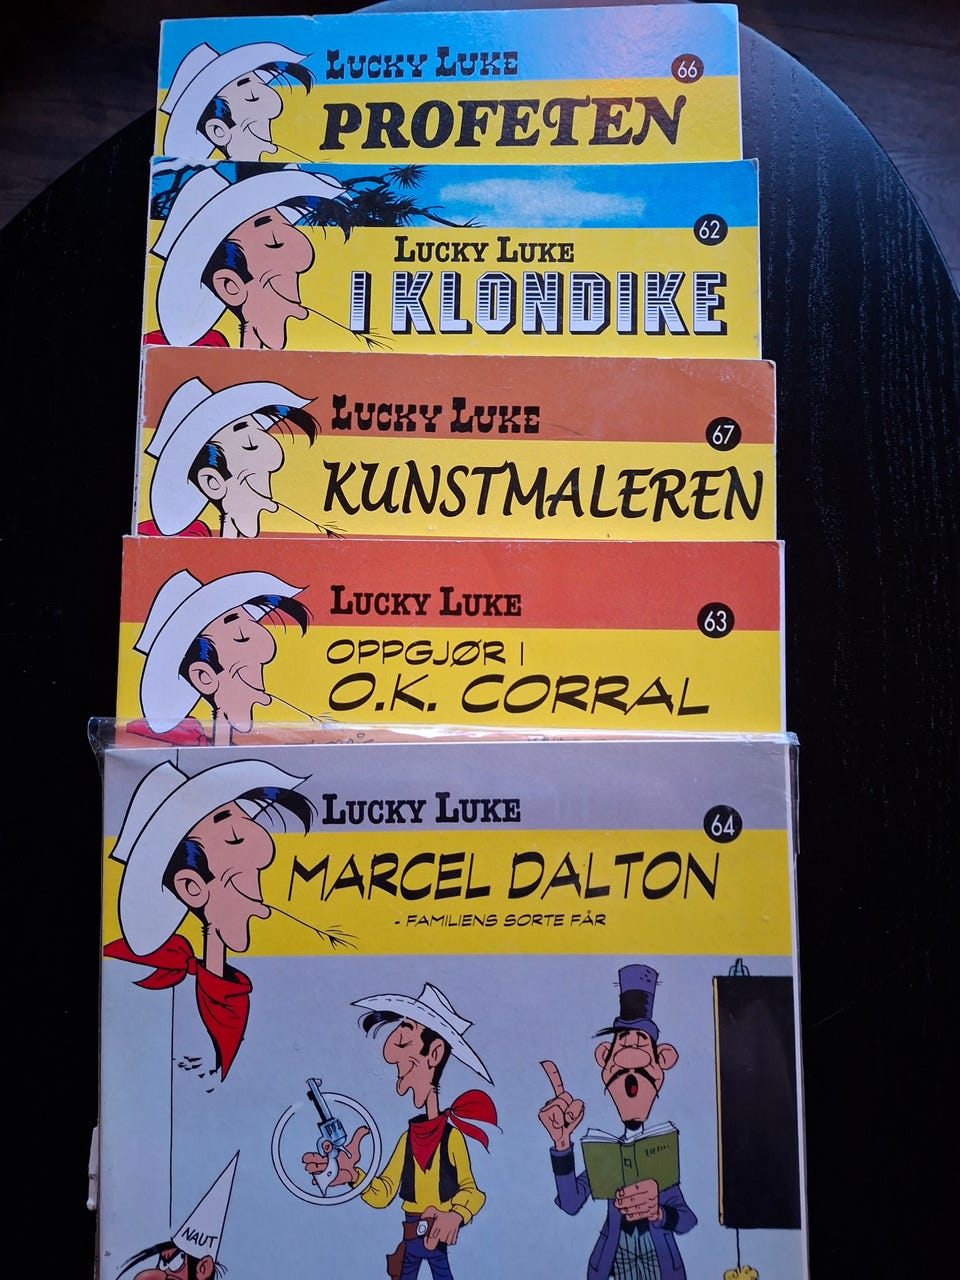 LUCKY LUKE
66
PROFETEN
62
LUCKY LUKE
I KLONDIKE
LUCKY LUKE
67
KUNSTMALEREN
LUCKY LUKE
63
OPPGJØR I
O.K. CORRAL
LUCKY LUKE
64
MARCEL DALTON
- FAMILIENS SORTE FÅR
NAUT